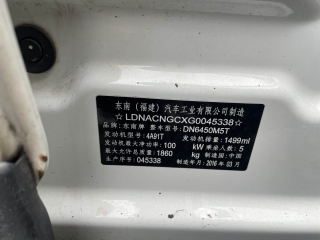 东南(福建)汽车工业有限公司制造
☆LDNACNGCXG0045338☆
品牌:东南牌 整车型号:DN6450M5T
发动机型号:4A91T 发动机排量:1499ml
发动机最大净功率:100 kW 乘坐人数:5
最大允许总质量:1860 kg 制造国:中国
生产序号:045338 制造年月:2016年03月